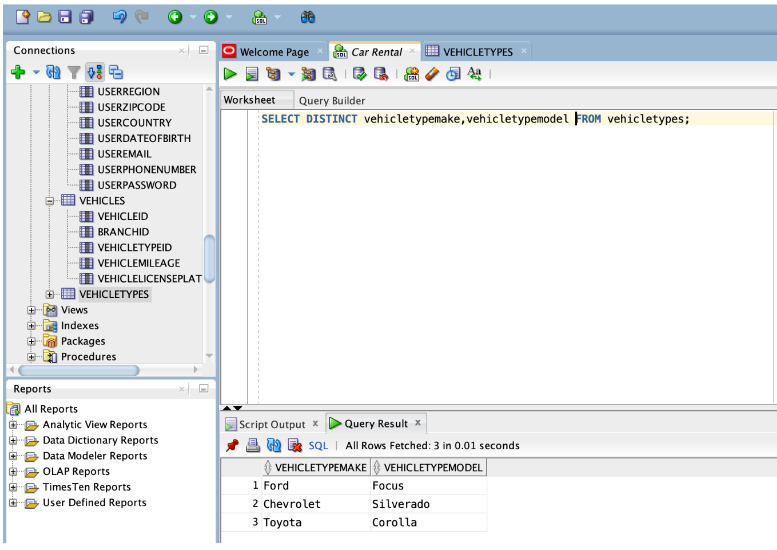 Connections
USERREGION
USERZIPCODE
USERCOUNTRY
USERDATEOFBIRTH
USEREMAIL
USERPHONENUMBER
USERPASSWORD
VEHICLES
VEHICLEID
BRANCHID
VEHICLETYPEID
VEHICLEMILEAGE
VEHICLELICENSEPLAT
VEHICLETYPES
Views
Indexes
Packages
Procedures
Reports
All Reports
Analytic View Reports
Data Dictionary Reports
Data Modeler Reports
OLAP Reports
TimesTen Reports
User Defined Reports
Welcome Page Car Rental VEHICLETYPES
Worksheet Query Builder
SELECT DISTINCT vehicletypemake,vehicletypemodel FROM vehicletypes;
Script Output Query Result
SQL | All Rows Fetched: 3 in 0.01 seconds
VEHICLETYPEMAKE VEHICLETYPEMODEL
1 Ford Focus
2 Chevrolet Silverado
3 Toyota Corolla